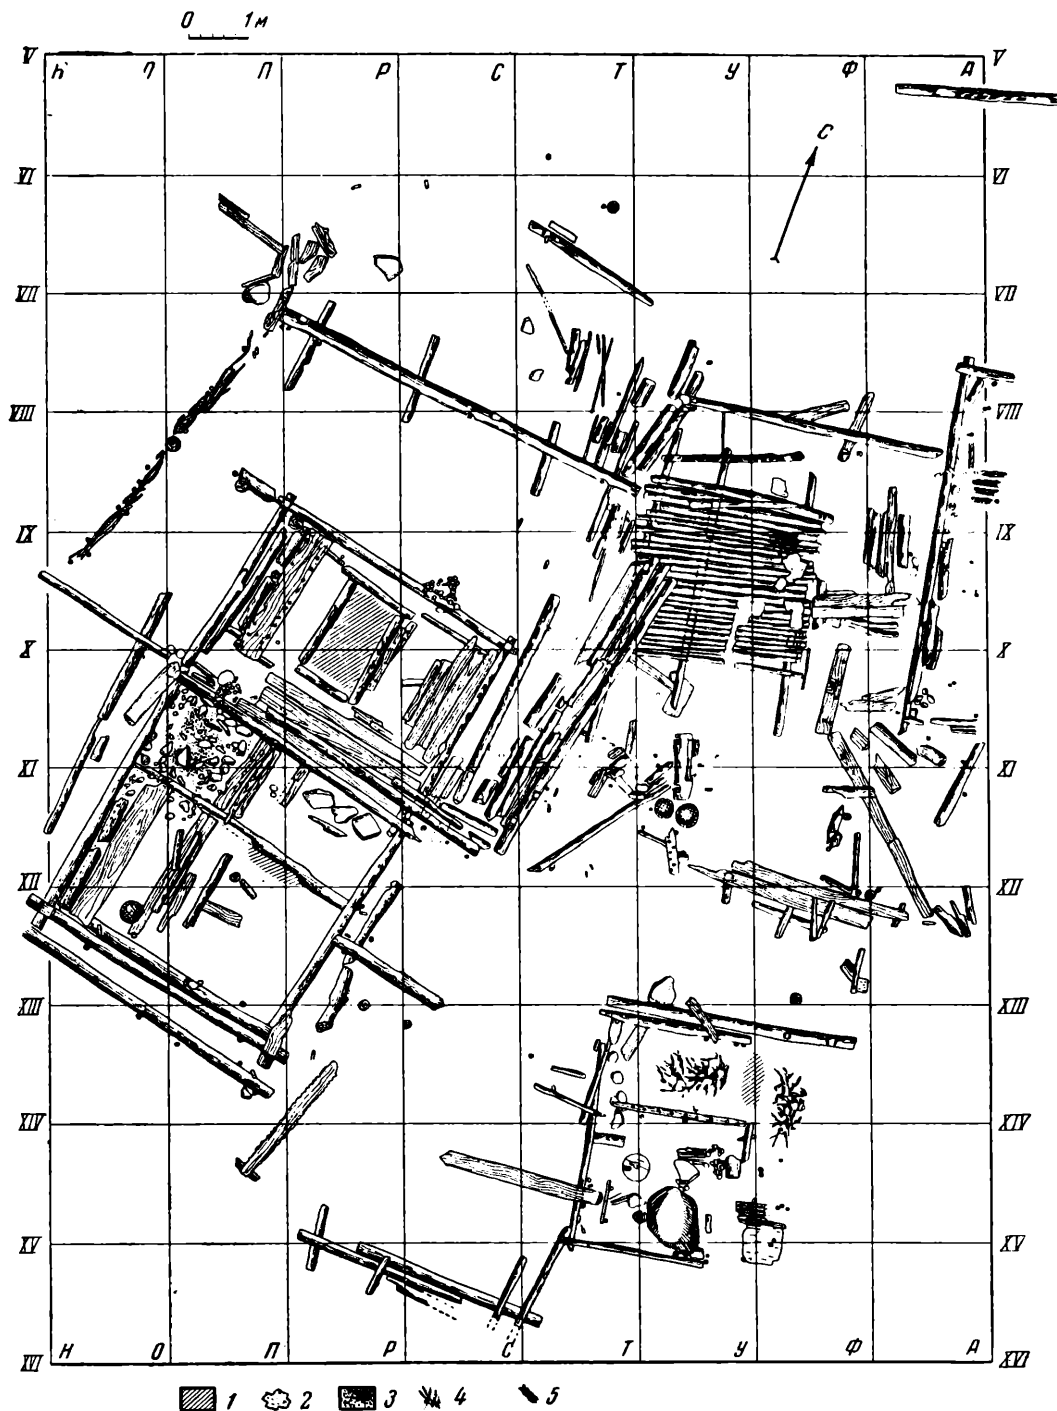 0 1 м
V h Л П Р С Т У Ф А V
С
VI VI
VII VII
VIII VIII
IX IX
X X
XI XI
XII XII
XIII XIII
XIV XIV
XV XV
XVI Н О П Р С Т У Ф А XVI
1 2 3 4 5